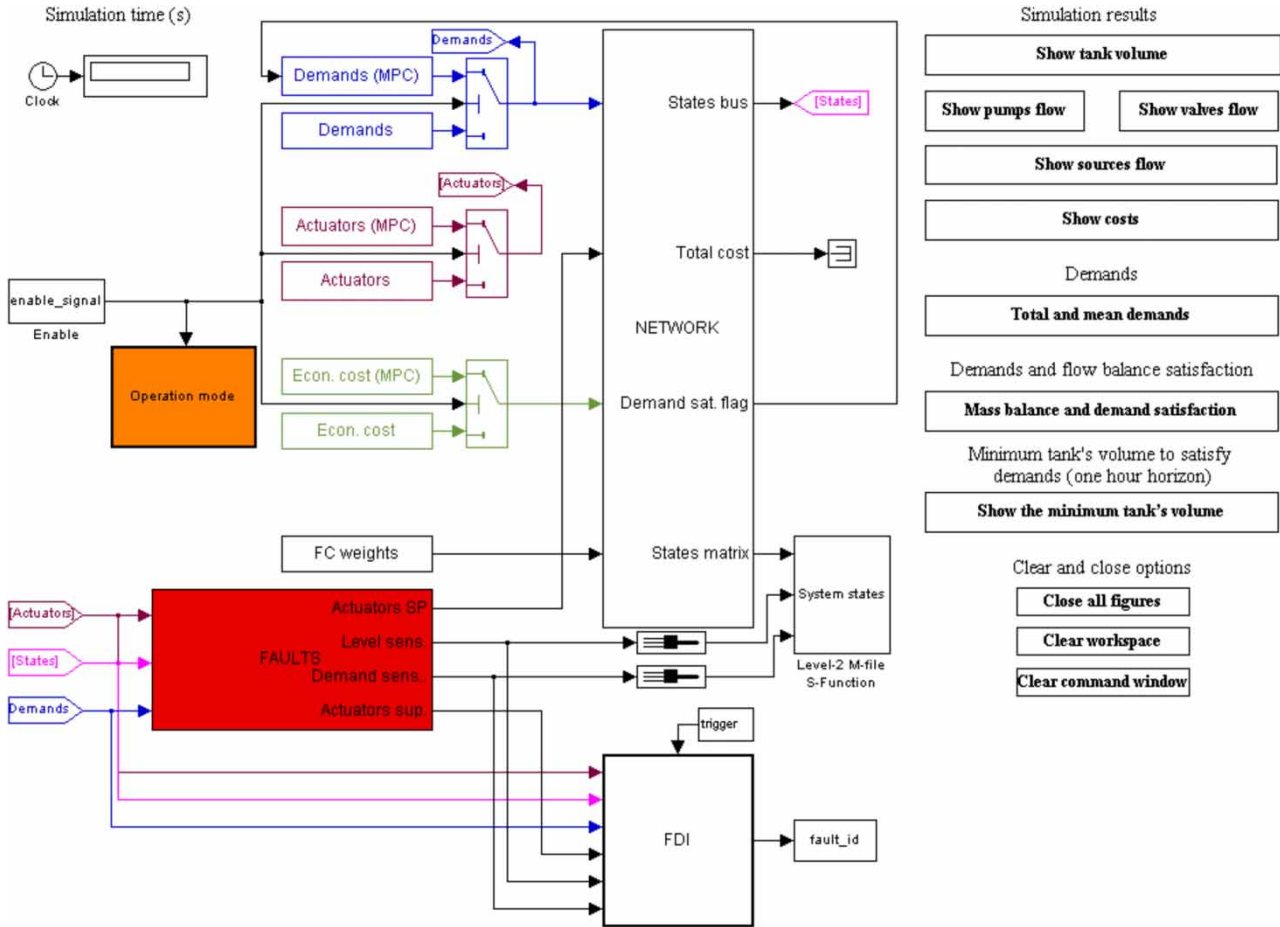 Simulation time (s)
Clock
Demands
Demands (MPC)
Demands
[Actuators]
Actuators (MPC)
Actuators
enable_signal
Enable
Operation mode
Econ. cost (MPC)
Econ. cost
FC weights
States bus
[States]
Total cost
NETWORK
Demand sat. flag
States matrix
System states
Level-2 M-file
S-Function
[Actuators]
[States]
Demands
Actuators SP
Level sens.
FAULTS
Demand sens..
Actuators sup.
trigger
FDI
fault_id
Simulation results
Show tank volume
Show pumps flow
Show valves flow
Show sources flow
Show costs
Demands
Total and mean demands
Demands and flow balance satisfaction
Mass balance and demand satisfaction
Minimum tank's volume to satisfy
demands (one hour horizon)
Show the minimum tank's volume
Clear and close options
Close all figures
Clear workspace
Clear command window